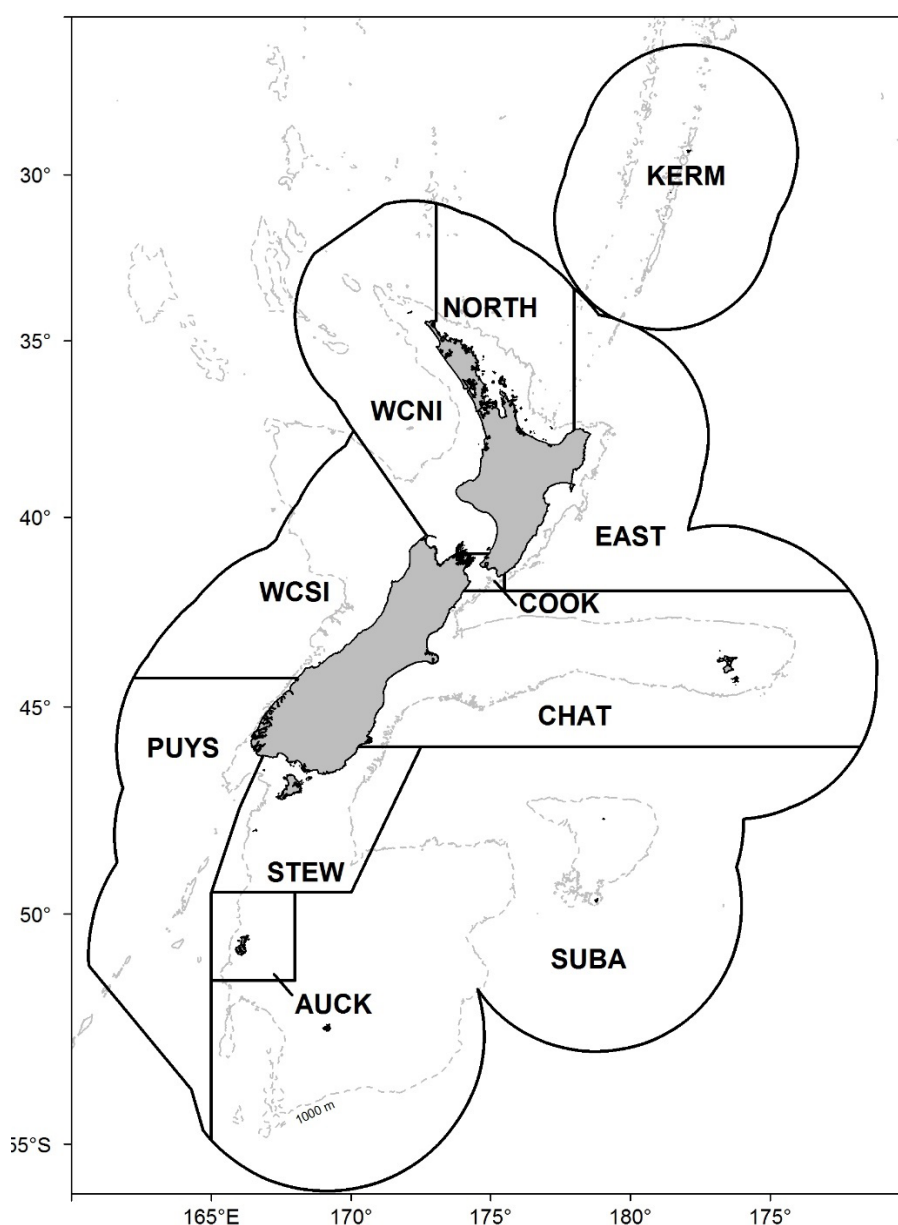 30°
KERM
NORTH
35°
WCNI
40°
EAST
WCSI
COOK
45°
CHAT
PUYS
STEW
50°
SUBA
AUCK
1000 m
55°S
165°E
170°
175°
180°
175°